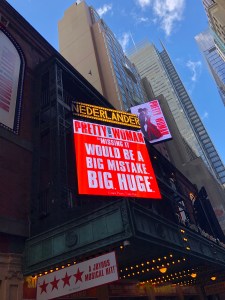 NEDERLANDER
PRETTY WOMAN
"MISSING IT
WOULD BE A
BIG MISTAKE.
BIG. HUGE."
★★★★
A JOYOUS
MUSICAL HIT!